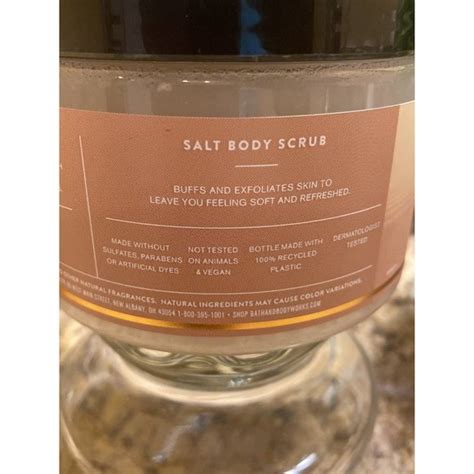 SALT BODY SCRUB
BUFFS AND EXFOLIATES SKIN TO
LEAVE YOU FEELING SOFT AND REFRESHED.
MADE WITHOUT
SULFATES, PARABENS
OR ARTIFICIAL DYES
NOT TESTED
ON ANIMALS
& VEGAN
BOTTLE MADE WITH
100% RECYCLED
PLASTIC
DERMATOLOGIST
TESTED
OTHER NATURAL FRAGRANCES. NATURAL INGREDIENTS MAY CAUSE COLOR VARIATIONS.
MAIN STREET, NEW ALBANY, OH 43054 1-800-395-1001 • SHOP BATHANDBODYWORKS.COM